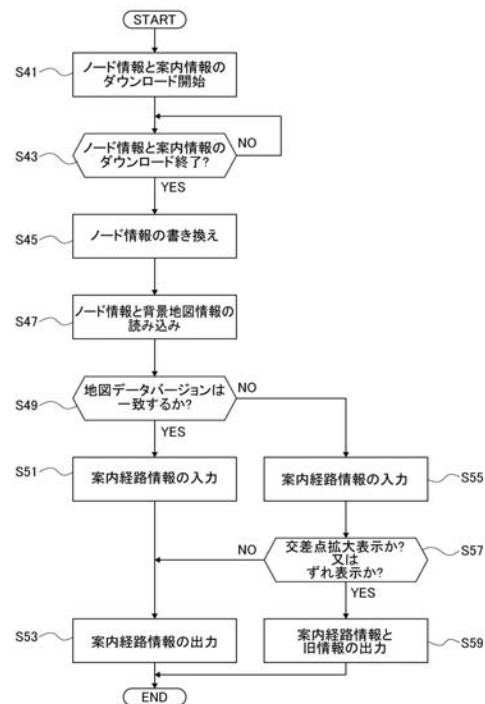 START
S41
ノード情報と案内情報の
ダウンロード開始
S43
ノード情報と案内情報の
ダウンロード終了?
NO
YES
S45
ノード情報の書き換え
S47
ノード情報と背景地図情報の
読み込み
S49
地図データバージョンは
一致するか?
NO
YES
S51
案内経路情報の入力
案内経路情報の入力
S55
交差点拡大表示か?
又は
ずれ表示か?
S57
NO
YES
S53
案内経路情報の出力
案内経路情報と
旧情報の出力
S59
END